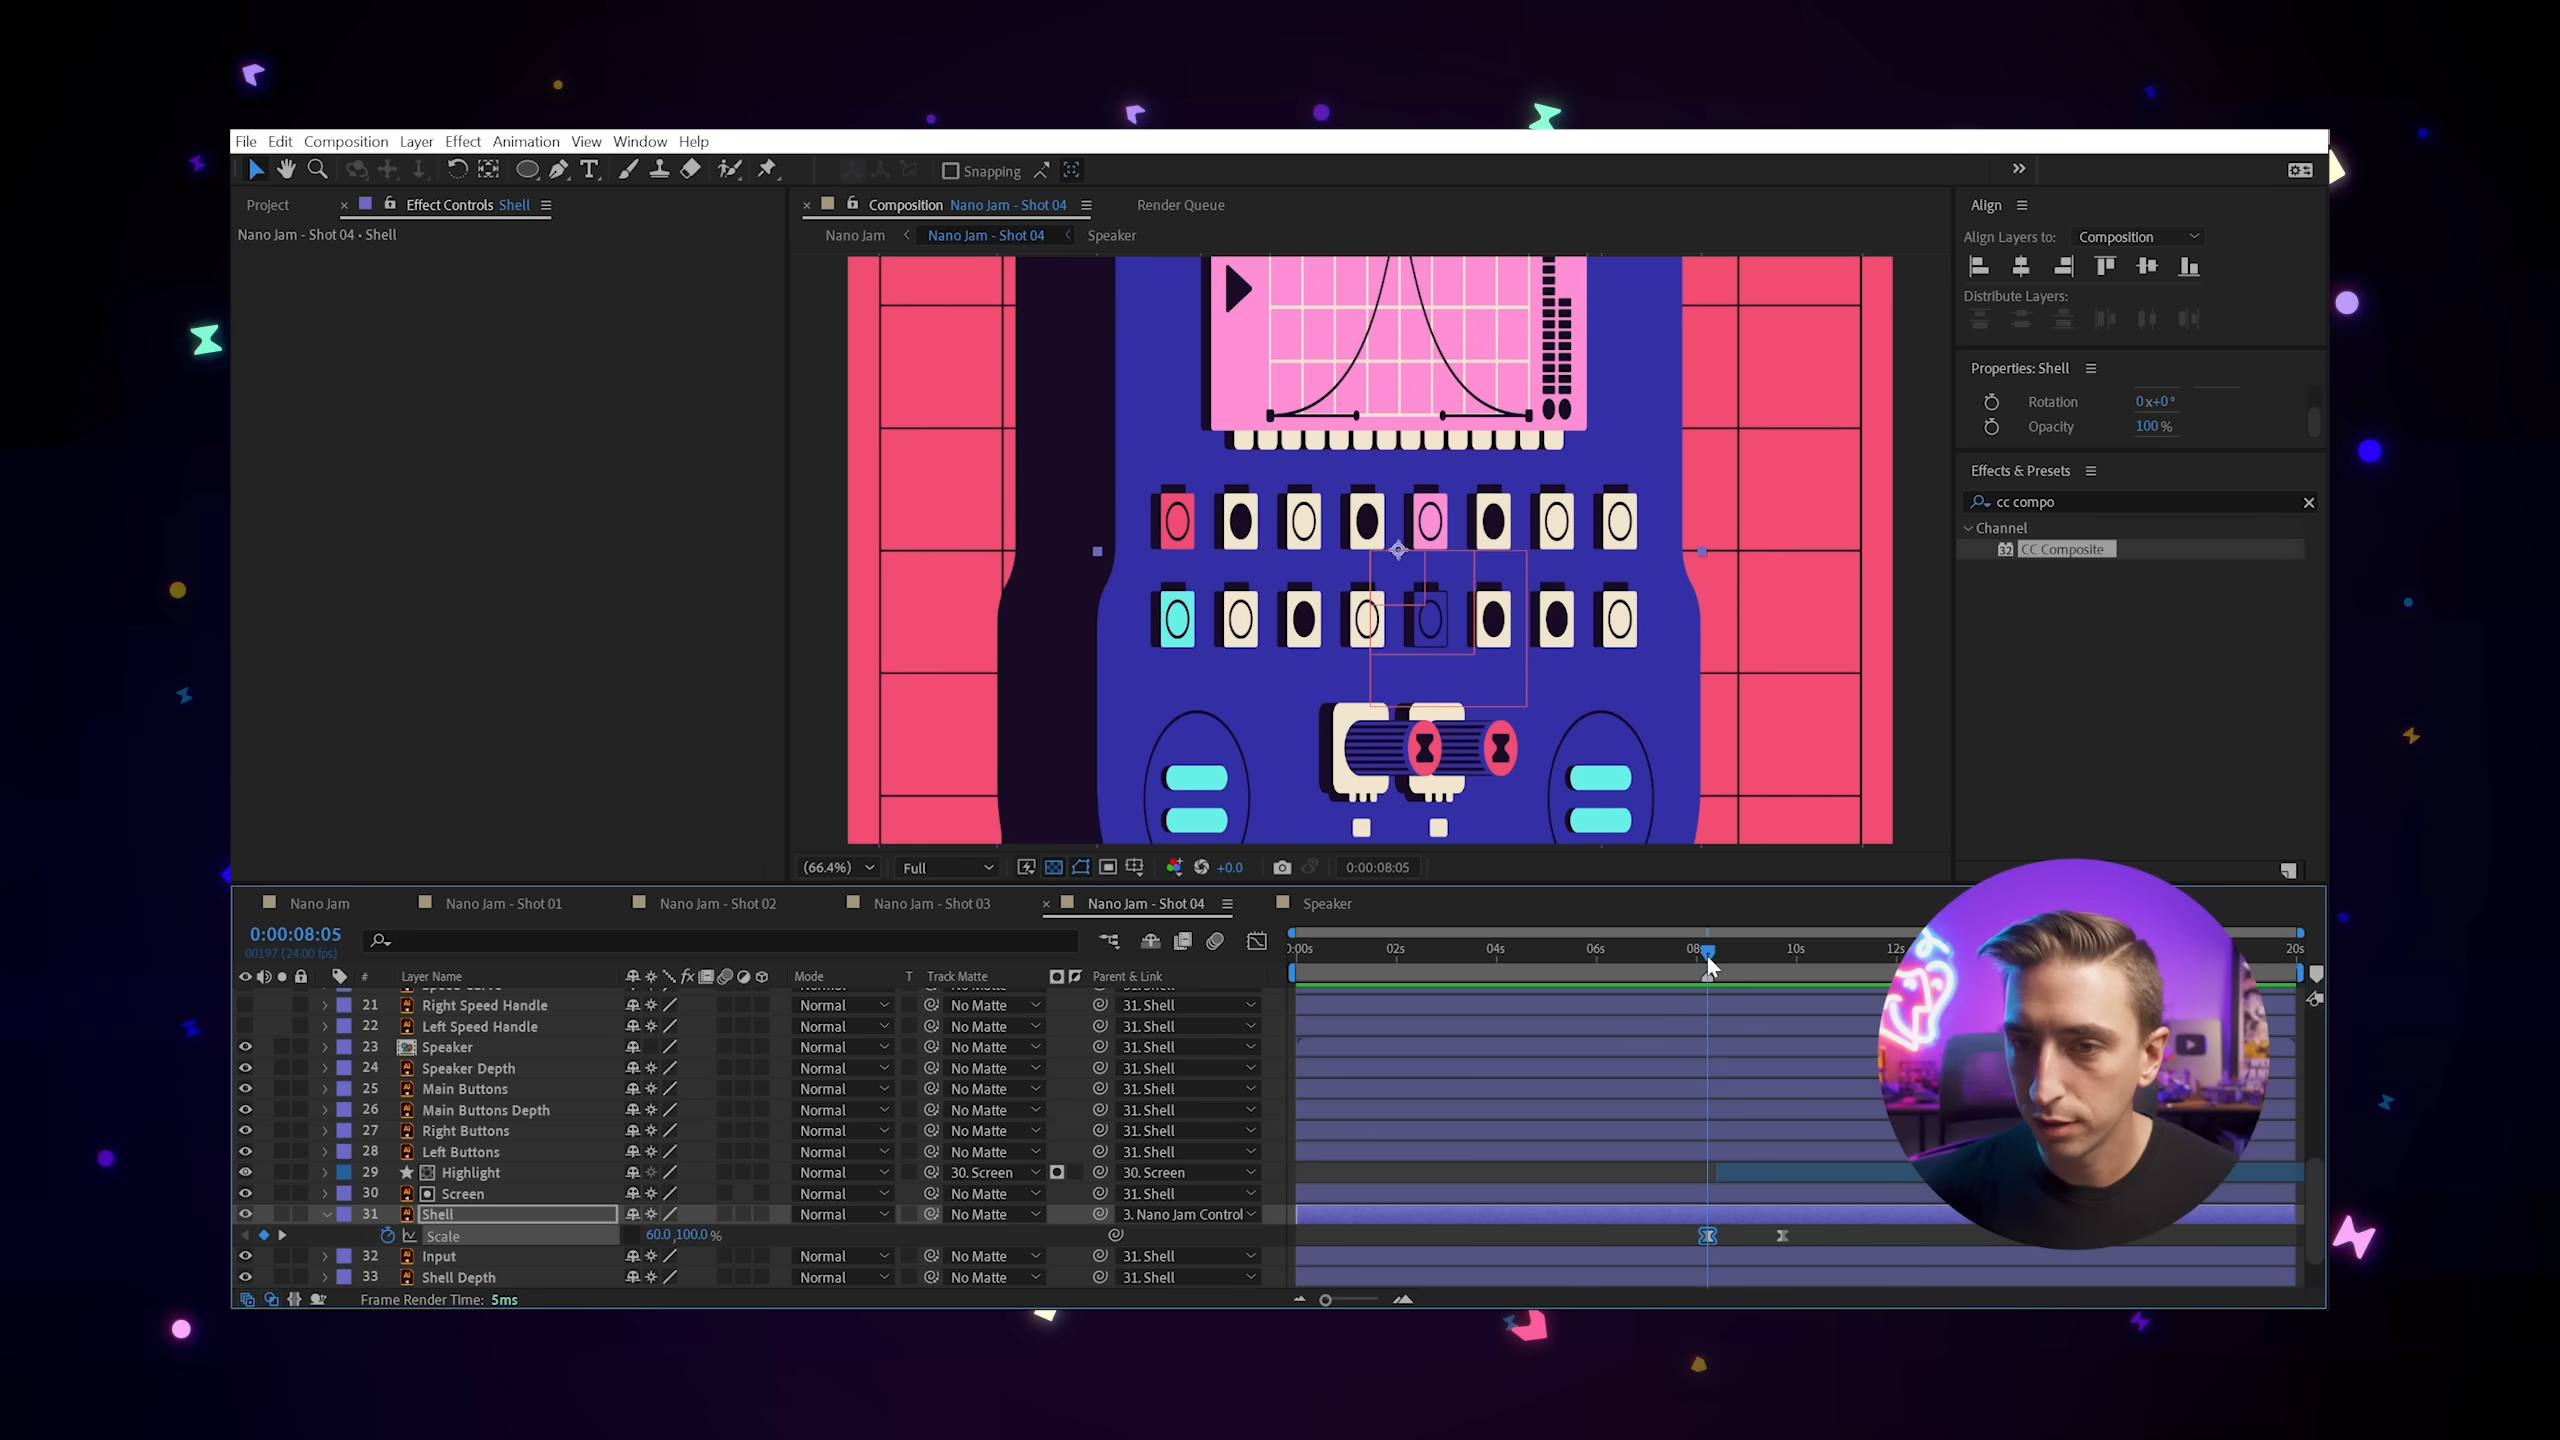 File Edit Composition Layer Effect Animation View Window Help
Snapping
Project Effect Controls Shell
Nano Jam - Shot 04 • Shell
Composition Nano Jam - Shot 04 Render Queue
Nano Jam Nano Jam - Shot 04 Speaker
Align
Align Layers to: Composition
Distribute Layers:
Properties: Shell
Rotation 0x+0°
Opacity 100 %
Effects & Presets
cc compo
Channel
32 CC Composite
(66.4%) Full +0.0 0:00:08:05
Nano Jam Nano Jam - Shot 01 Nano Jam - Shot 02 Nano Jam - Shot 03 Nano Jam - Shot 04 Speaker
0:00:08:05
00197 (24.00 fps)
0:00s 02s 04s 06s 08s 10s 12s 20s
# Layer Name fx Mode T Track Matte Parent & Link
21 Right Speed Handle Normal No Matte 31. Shell
22 Left Speed Handle Normal No Matte 31. Shell
23 Speaker Normal No Matte 31. Shell
24 Speaker Depth Normal No Matte 31. Shell
25 Main Buttons Normal No Matte 31. Shell
26 Main Buttons Depth Normal No Matte 31. Shell
27 Right Buttons Normal No Matte 31. Shell
28 Left Buttons Normal No Matte 31. Shell
29 Highlight Normal 30. Screen 30. Screen
30 Screen Normal No Matte 31. Shell
31 Shell Normal No Matte 3. Nano Jam Control
Scale 60.0,100.0 %
32 Input Normal No Matte 31. Shell
33 Shell Depth Normal No Matte 31. Shell
Frame Render Time: 5ms